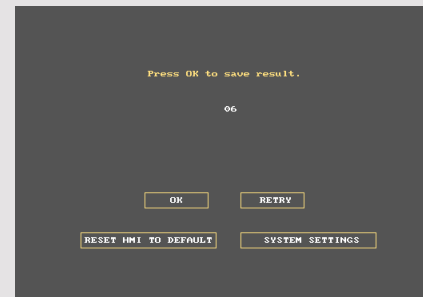 Press OK to save result.
06
OK RETRY
RESET HMI TO DEFAULT SYSTEM SETTINGS